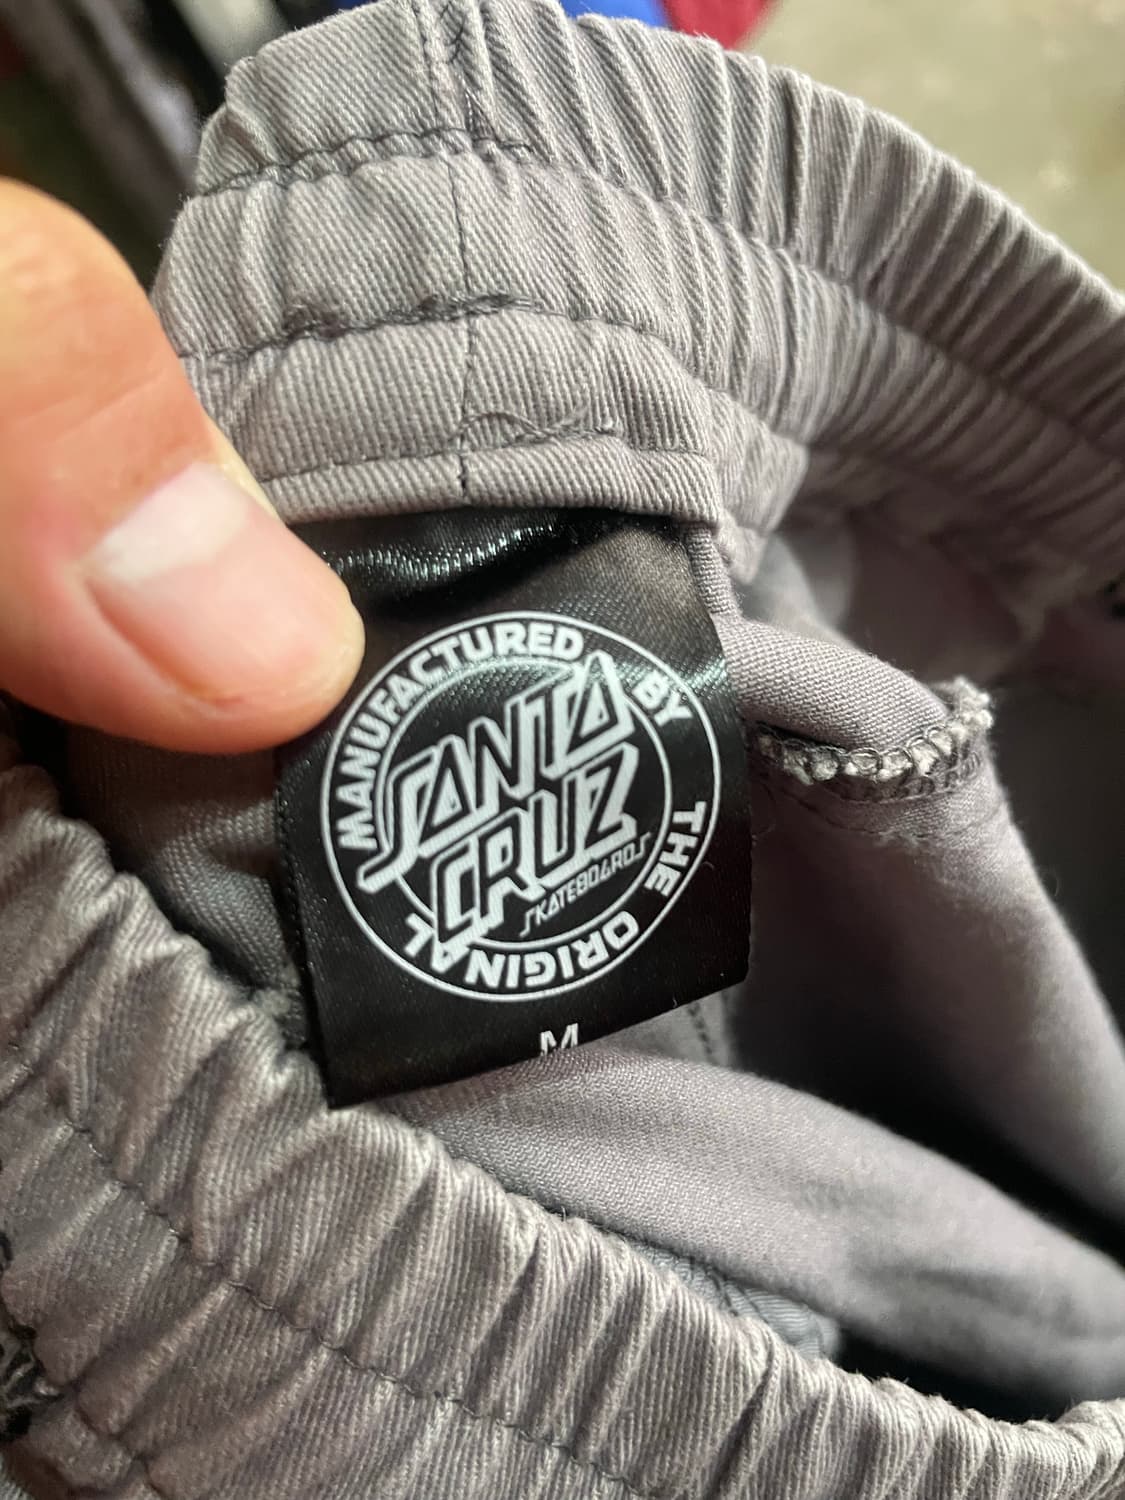 MANUFACTURED BY THE ORIGINAL
SANTA
CRUZ
SKATEBOARDS
M